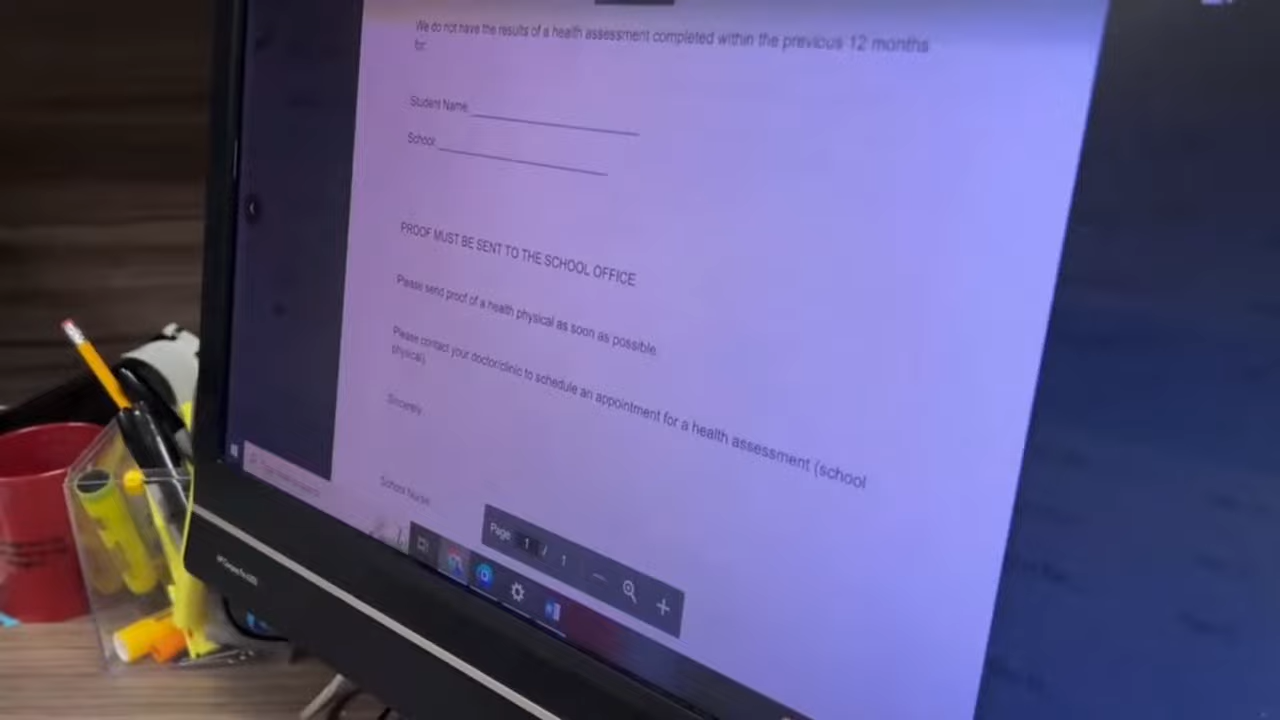 We do not have the results of a health assessment completed within the previous 12 months
for:
Student Name
School
PROOF MUST BE SENT TO THE SCHOOL OFFICE
Please send proof of a health physical as soon as possible.
Please contact your doctor/clinic to schedule an appointment for a health assessment (school
physical).
Sincerely
School Nurse
Page 1 / 1